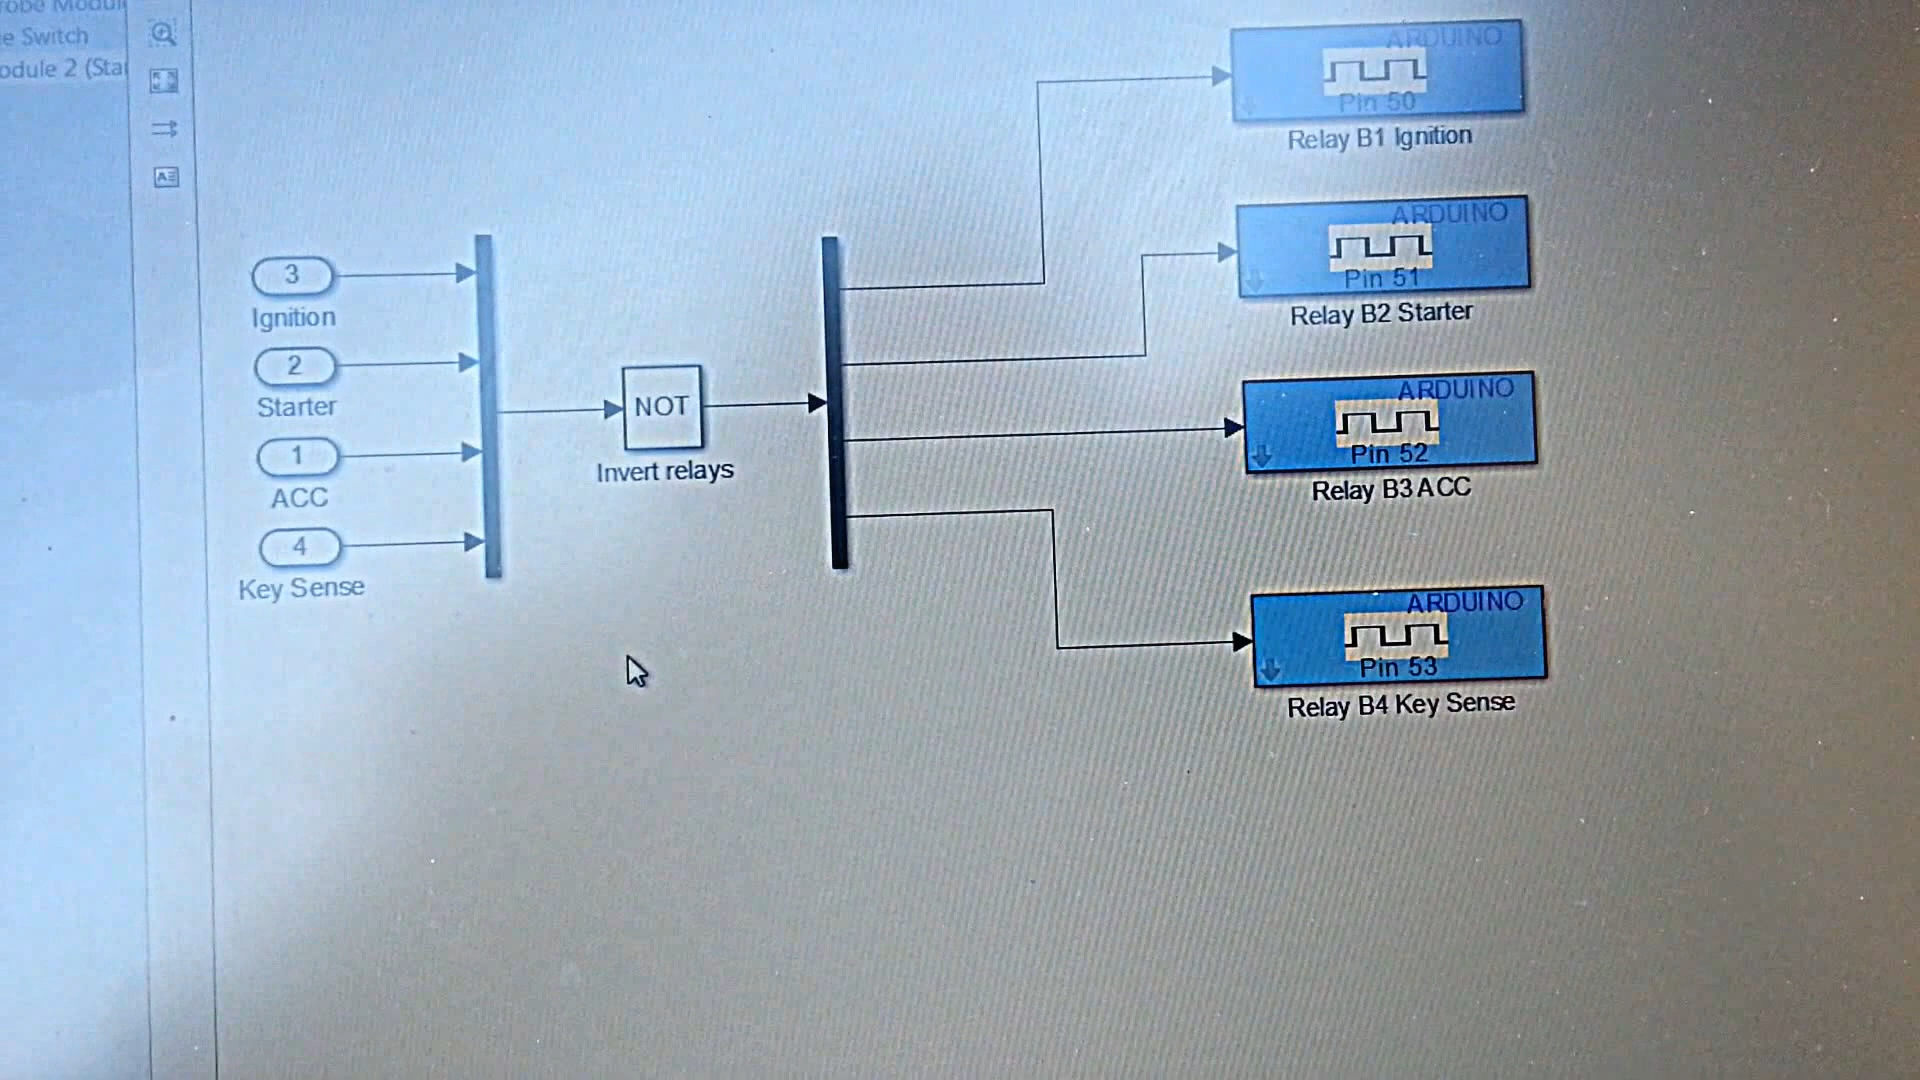 e Switch
odule 2 (Sta
3
Ignition
2
Starter
1
ACC
4
Key Sense
NOT
Invert relays
ARDUINO
Pin 50
Relay B1 Ignition
ARDUINO
Pin 51
Relay B2 Starter
ARDUINO
Pin 52
Relay B3 ACC
ARDUINO
Pin 53
Relay B4 Key Sense